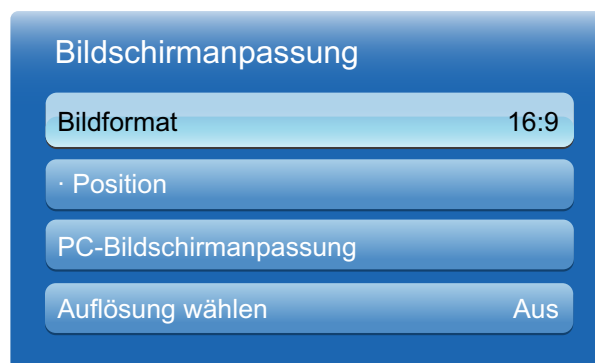 Bildschirmanpassung
Bildformat 16:9
· Position
PC-Bildschirmanpassung
Auflösung wählen Aus